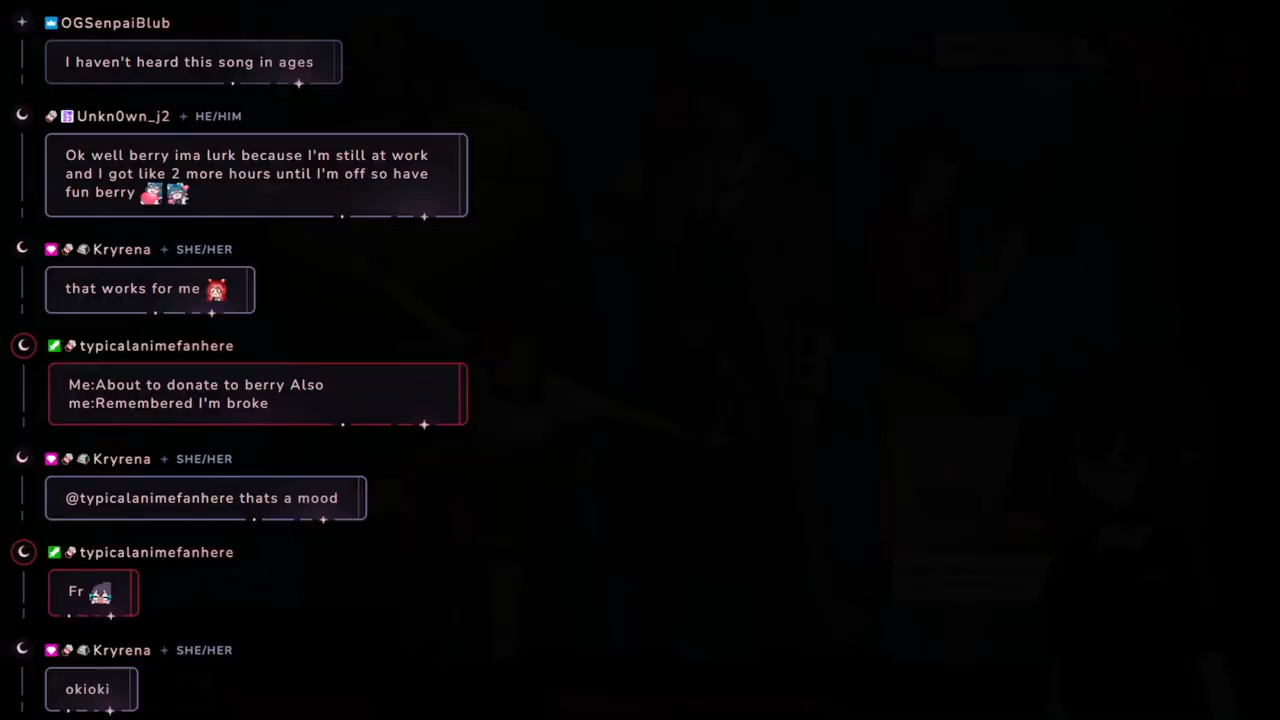 OGSenpaiBlub
I haven't heard this song in ages
Unkn0wn_j2 HE/HIM
Ok well berry ima lurk because I'm still at work
and I got like 2 more hours until I'm off so have
fun berry
Kryrena SHE/HER
that works for me
typicalanimefanhere
Me:About to donate to berry Also
me:Remembered I'm broke
Kryrena SHE/HER
@typicalanimefanhere thats a mood
typicalanimefanhere
Fr
Kryrena SHE/HER
okioki